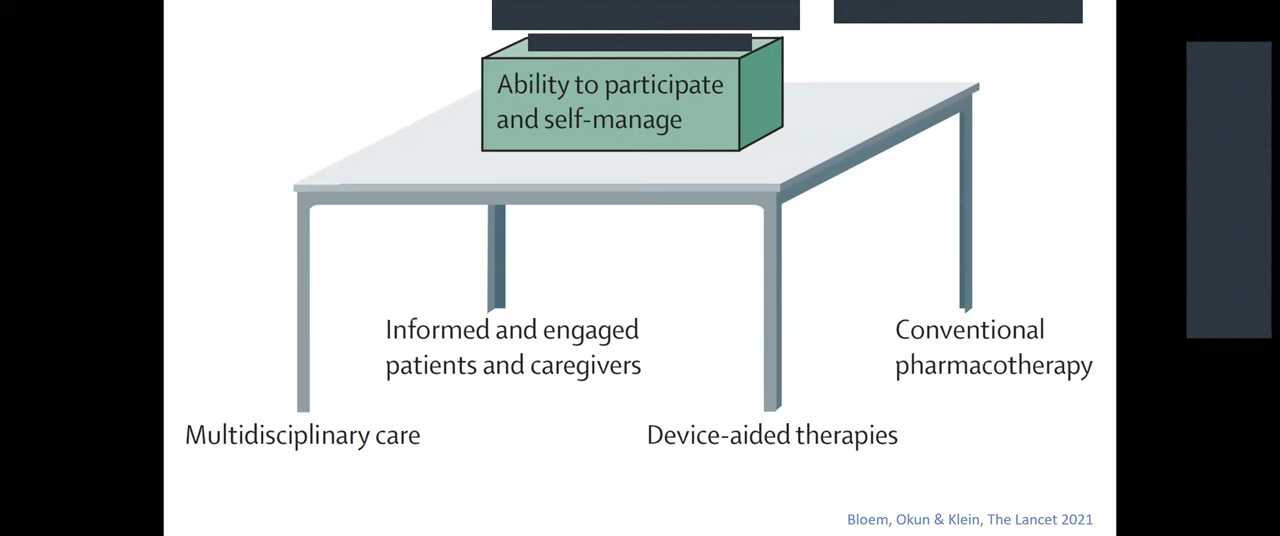 Ability to participate
and self-manage
Informed and engaged
patients and caregivers
Conventional
pharmacotherapy
Multidisciplinary care
Device-aided therapies
Bloem, Okun & Klein, The Lancet 2021